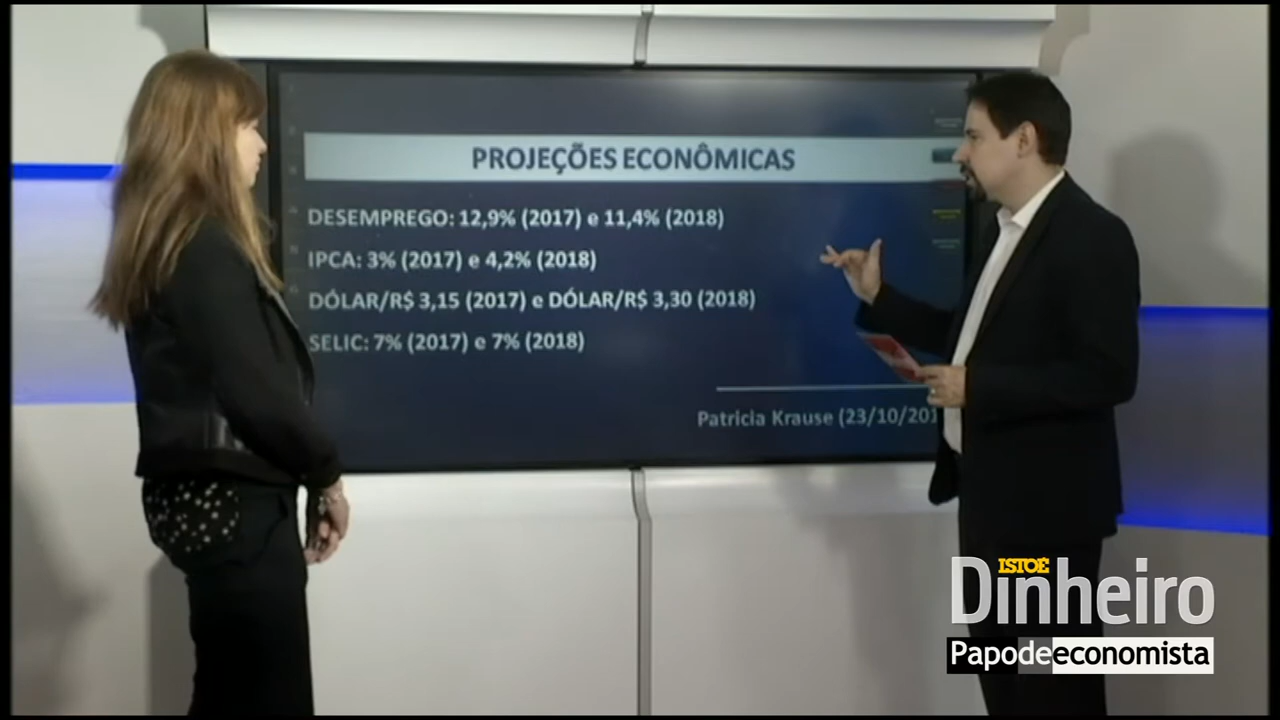 PROJEÇÕES ECONÔMICAS
DESEMPREGO: 12,9% (2017) e 11,4% (2018)
IPCA: 3% (2017) e 4,2% (2018)
DÓLAR/R$ 3,15 (2017) e DÓLAR/R$ 3,30 (2018)
SELIC: 7% (2017) e 7% (2018)
Patricia Krause (23/10/201
ISTOÉ
Dinheiro
Papodeeconomista